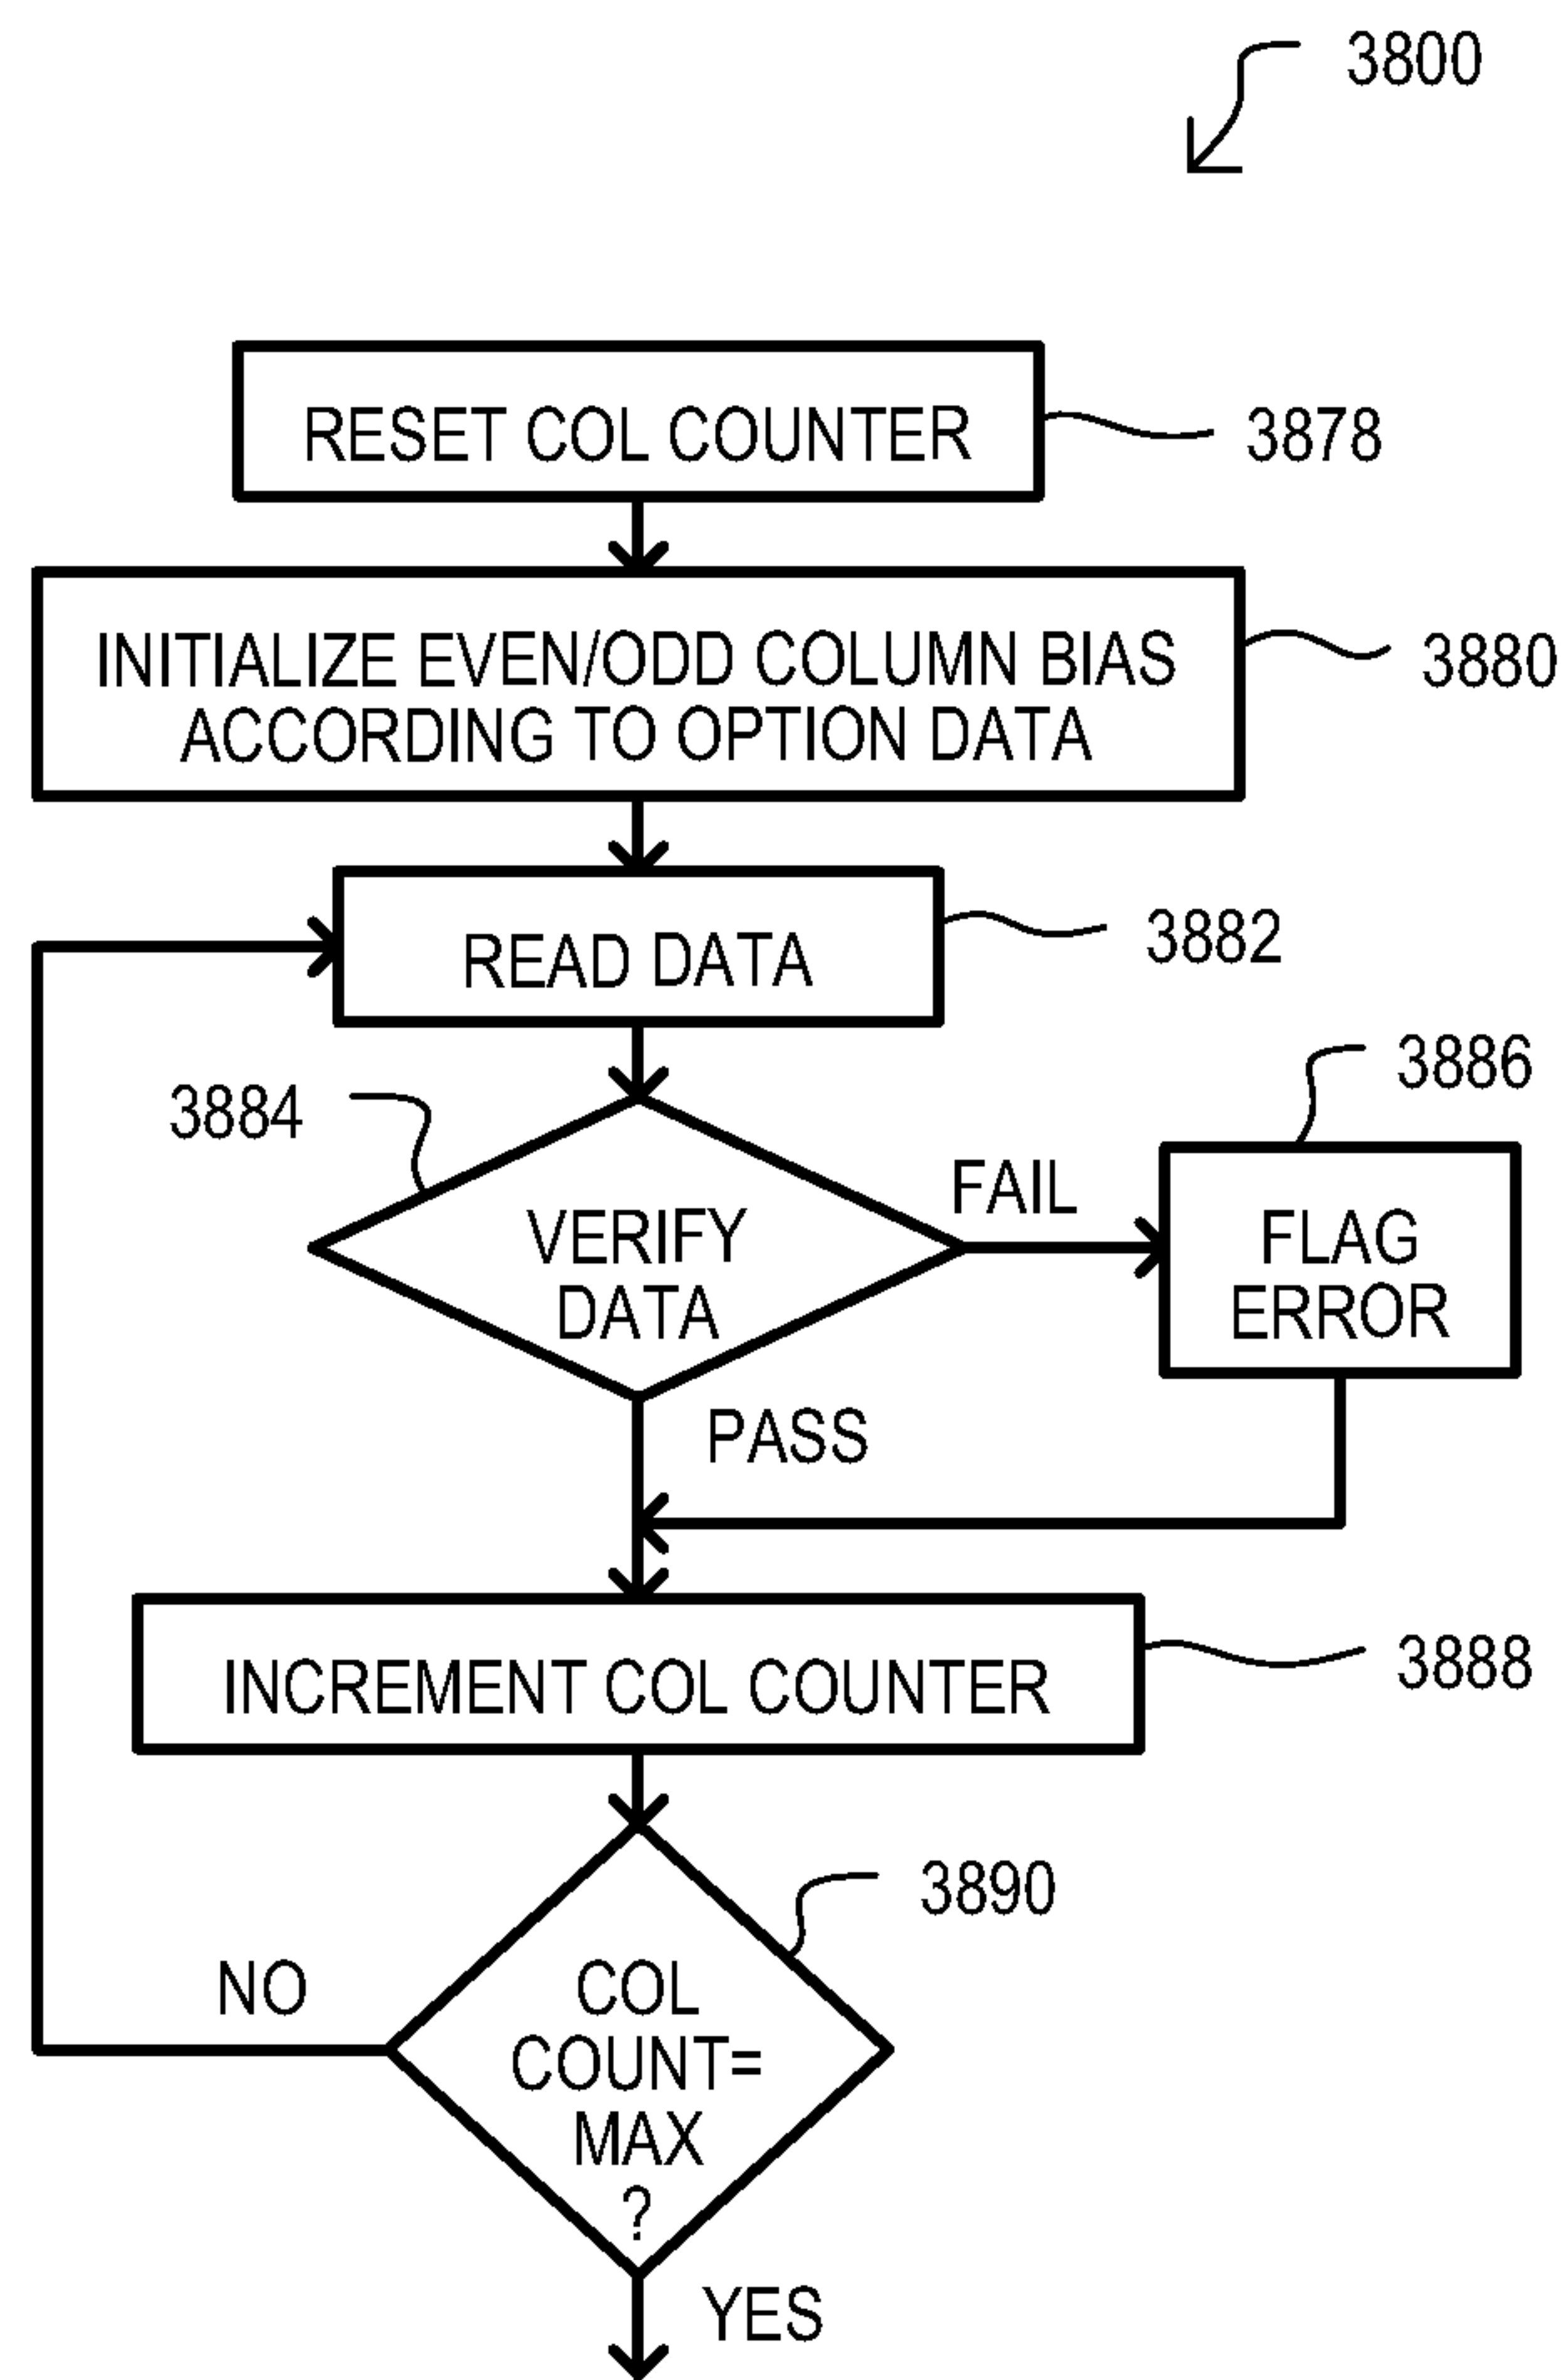 3800
RESET COL COUNTER
3878
INITIALIZE EVEN/ODD COLUMN BIAS
ACCORDING TO OPTION DATA
3880
READ DATA
3882
3884
VERIFY
DATA
FAIL
3886
FLAG
ERROR
PASS
INCREMENT COL COUNTER
3888
3890
NO
COL
COUNT=
MAX
?
YES